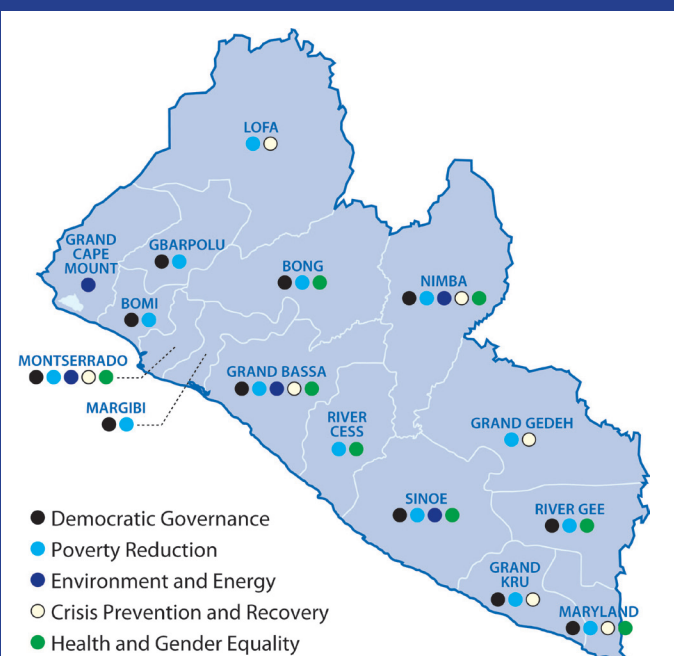 LOFA
GRAND
CAPE
MOUNT
GBARPOLU
BONG
NIMBA
BOMI
MONTSERRADO
GRAND BASSA
MARGIBI
RIVER
CESS
GRAND GEDEH
SINOE
RIVER GEE
GRAND
KRU
MARYLAND
Democratic Governance
Poverty Reduction
Environment and Energy
Crisis Prevention and Recovery
Health and Gender Equality